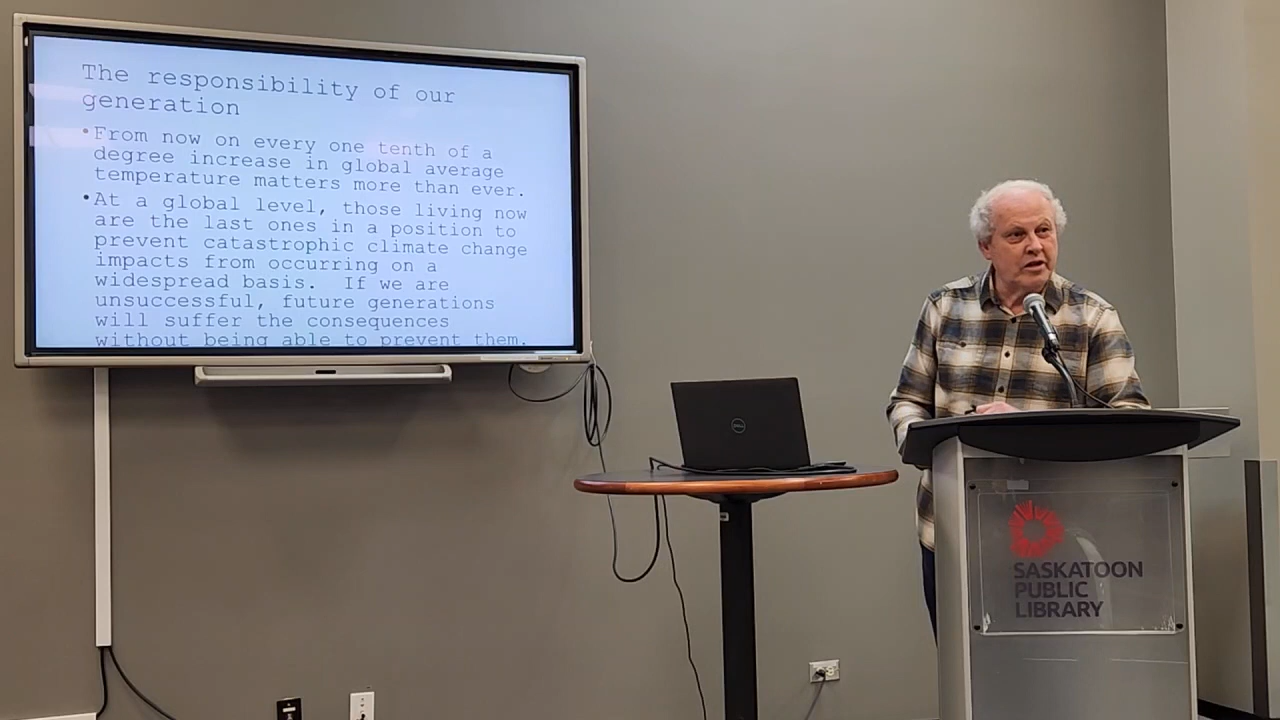 The responsibility of our
generation
•From now on every one tenth of a
degree increase in global average
temperature matters more than ever.
•At a global level, those living now
are the last ones in a position to
prevent catastrophic climate change
impacts from occurring on a
widespread basis.  If we are
unsuccessful, future generations
will suffer the consequences
without being able to prevent them.
DELL
SASKATOON
PUBLIC
LIBRARY